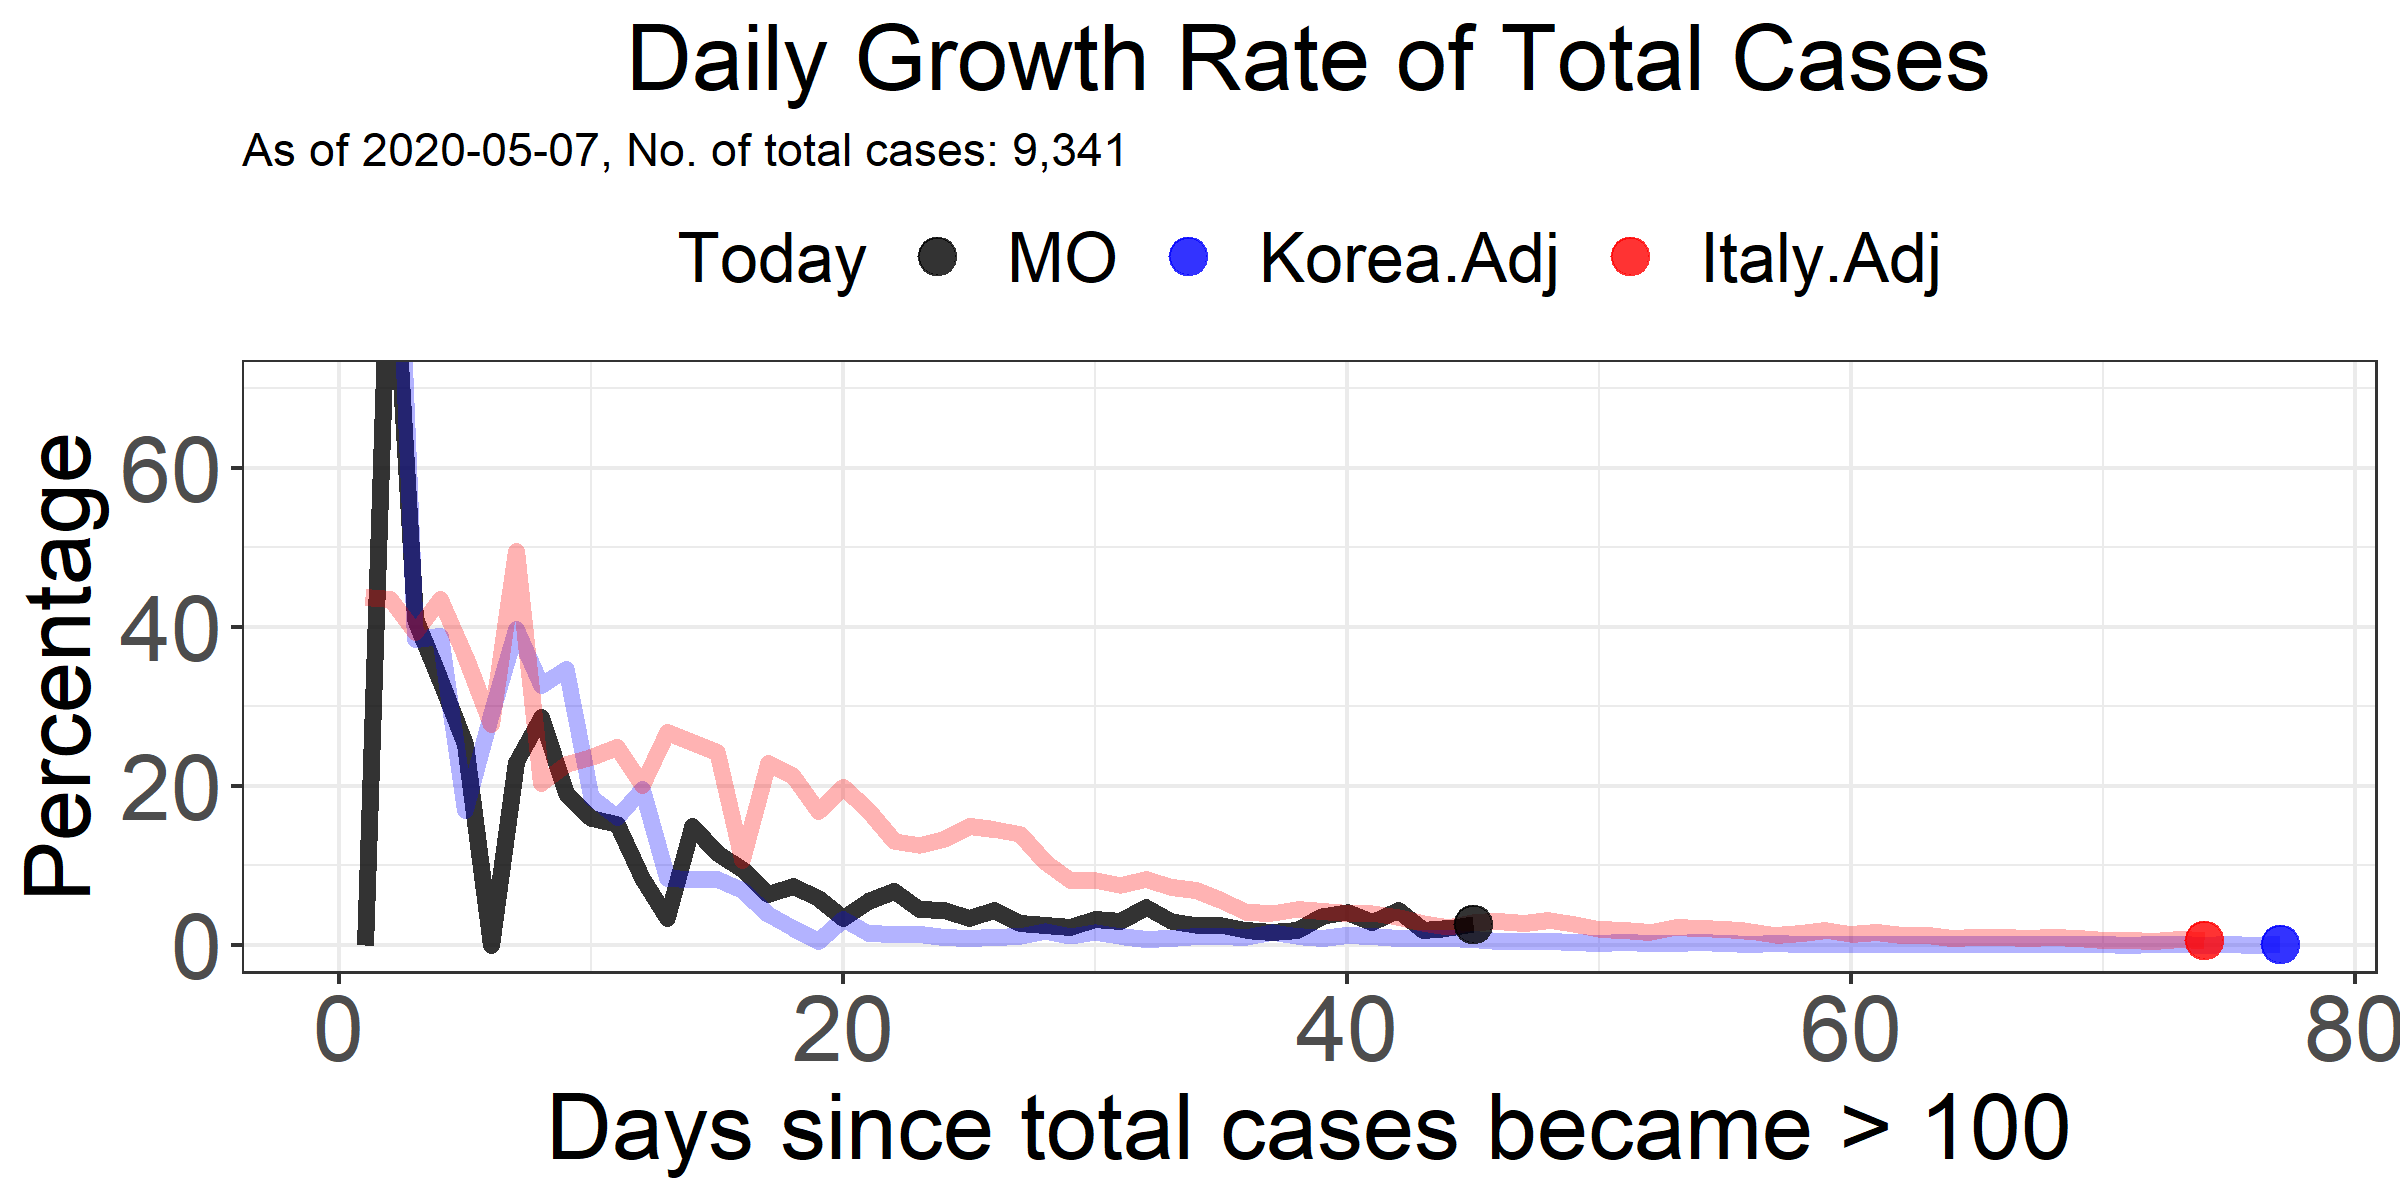 Daily Growth Rate of Total Cases
As of 2020-05-07, No. of total cases: 9,341
Today MO Korea.Adj Italy.Adj
Percentage
60
40
20
0
0 20 40 60 80
Days since total cases became > 100